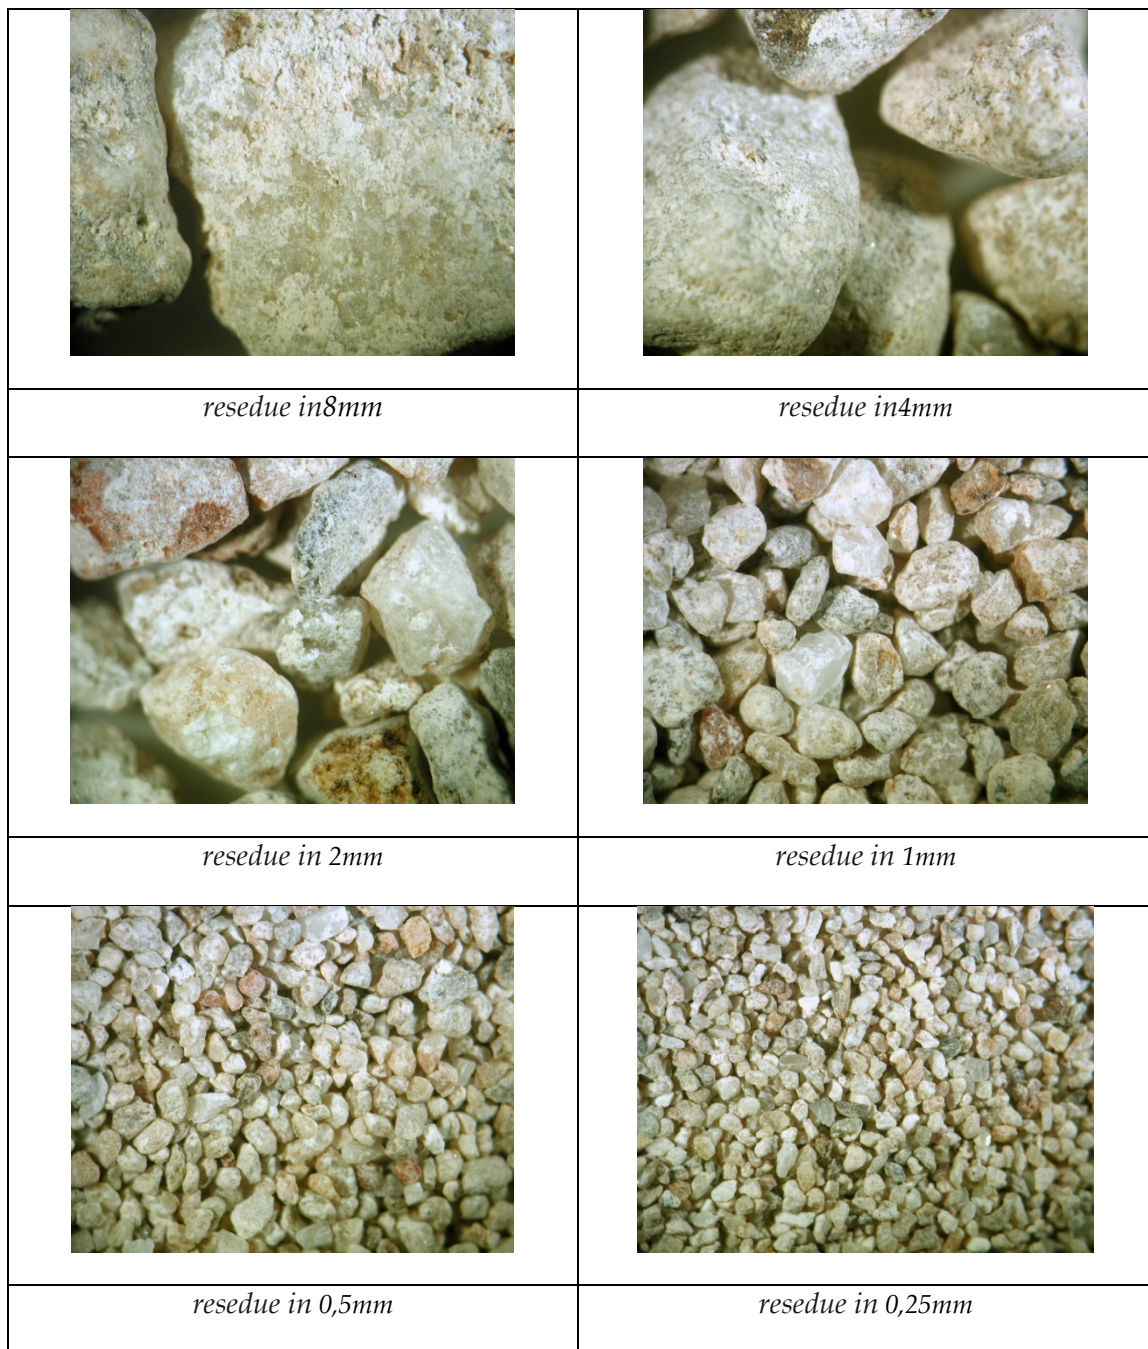 resedue in8mm
resedue in4mm
resedue in 2mm
resedue in 1mm
resedue in 0,5mm
resedue in 0,25mm